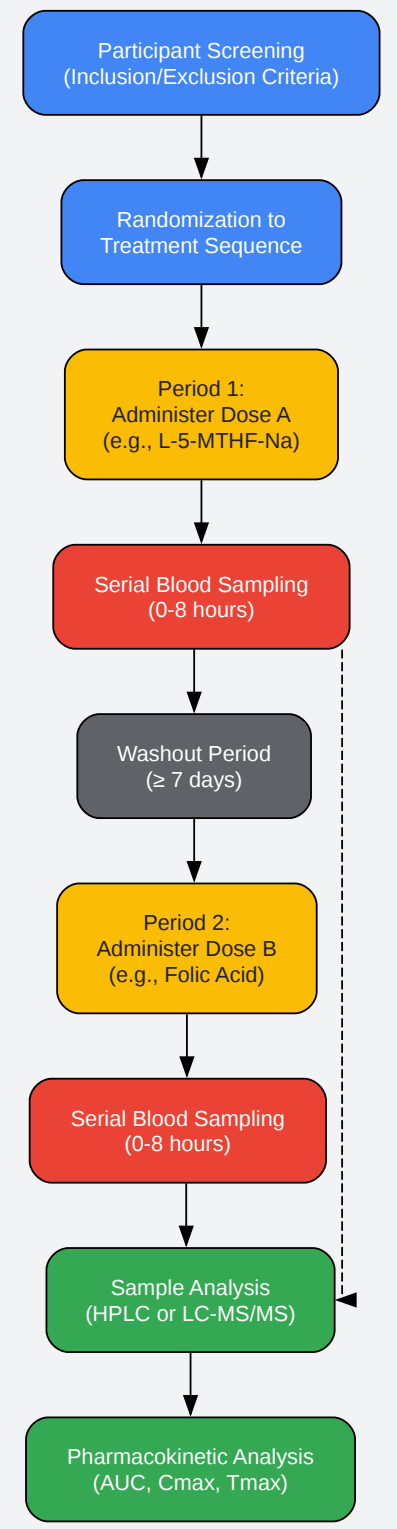 Participant Screening
(Inclusion/Exclusion Criteria)
Randomization to
Treatment Sequence
Period 1:
Administer Dose A
(e.g., L-5-MTHF-Na)
Serial Blood Sampling
(0-8 hours)
Washout Period
(≥ 7 days)
Period 2:
Administer Dose B
(e.g., Folic Acid)
Serial Blood Sampling
(0-8 hours)
Sample Analysis
(HPLC or LC-MS/MS)
Pharmacokinetic Analysis
(AUC, Cmax, Tmax)